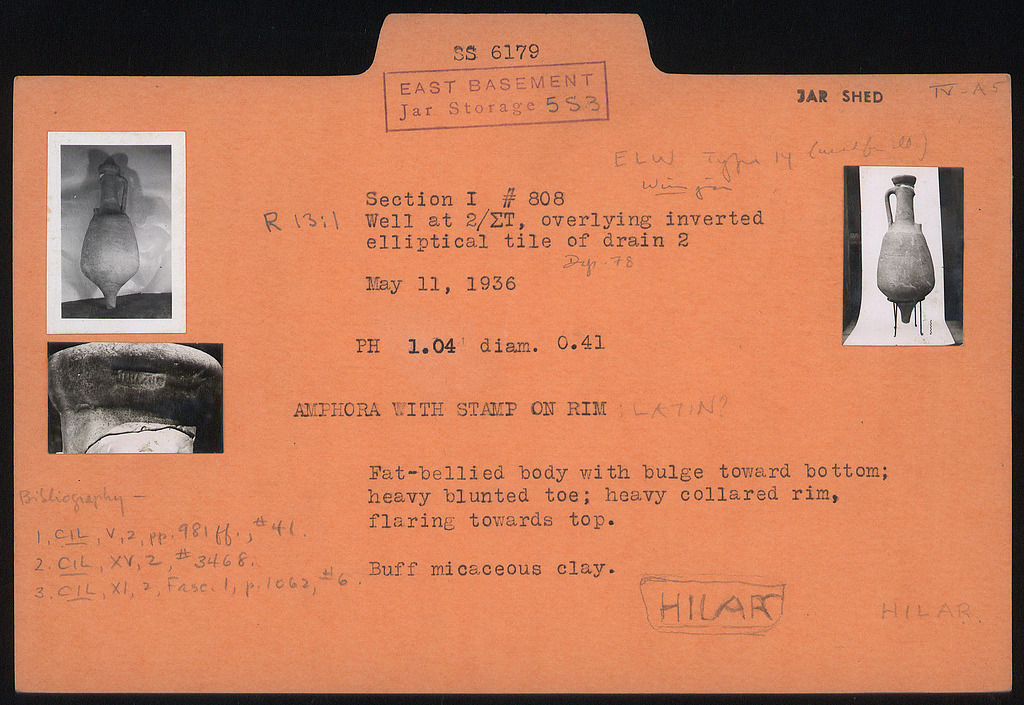 SS 6179
EAST BASEMENT
Jar Storage 5S3
JAR SHED
IV-A5
ELW Type 14
Section I # 808
R 13:1
Well at 2/ΣΤ, overlying inverted
elliptical tile of drain 2
Dep. 78
May 11, 1936
PH 1.04 diam. 0.41
AMPHORA WITH STAMP ON RIM : LATIN?
Fat-bellied body with bulge toward bottom;
heavy blunted toe; heavy collared rim,
flaring towards top.
Buff micaceous clay.
Bibliography —
1. CIL, V, 2, pp. 981 ff., #41.
2. CIL, XV, 2, #3468.
3. CIL, XI, 2, Fasc. 1, p. 1062, #6.
HILAR
HILAR